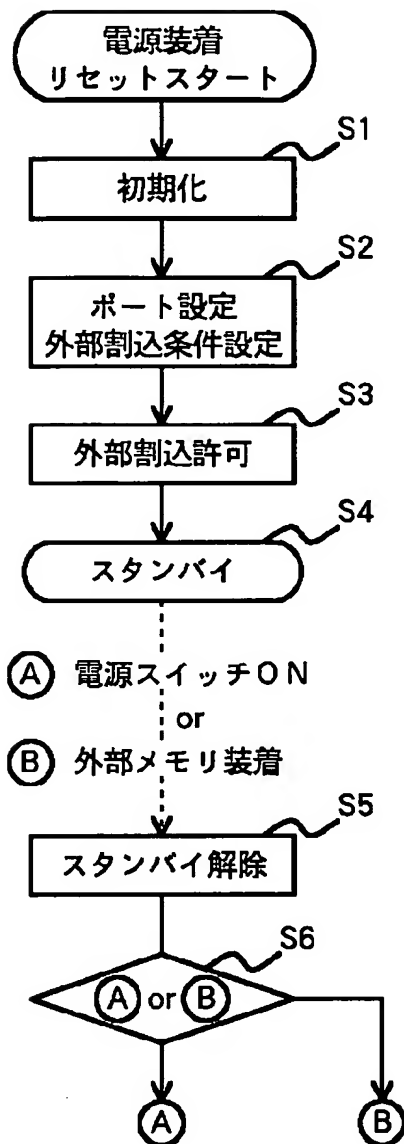 電源装着
リセットスタート
S1
初期化
S2
ポート設定
外部割込条件設定
S3
外部割込許可
S4
スタンバイ
A 電源スイッチON
or
B 外部メモリ装着
S5
スタンバイ解除
S6
A or B
A
B